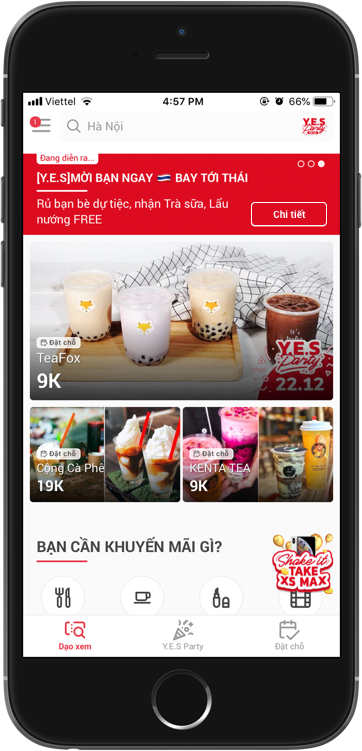 Viettel
4:57 PM
66%
1
Hà Nội
Y.E.S
Party
Đang diễn ra...
[Y.E.S]MỜI BẠN NGAY 🇹🇭 BAY TỚI THÁI
Rủ bạn bè dự tiệc, nhận Trà sữa, Lẩu
nướng FREE
Chi tiết
Đặt chỗ
TeaFox
9K
Y.E.S
Party
22.12
Đặt chỗ
Cộng Cà Phê
19K
Đặt chỗ
KENTA TEA
9K
BẠN CẦN KHUYẾN MÃI GÌ?
Shake it
TAKE
XS MAX
Dạo xem
Y.E.S Party
Đặt chỗ